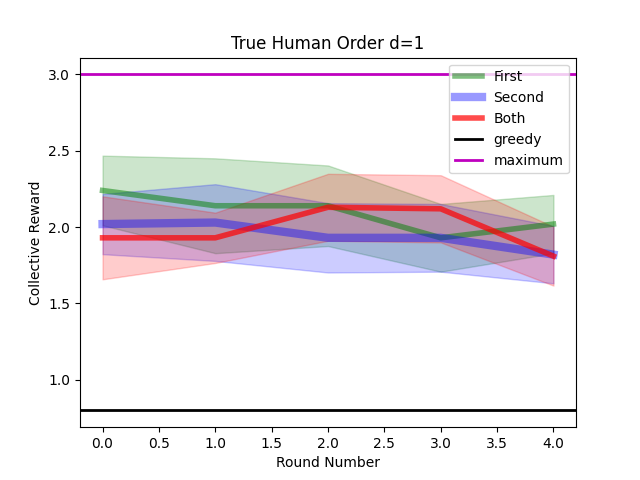 True Human Order d=1
3.0
2.5
2.0
1.5
1.0
Collective Reward
First
Second
Both
greedy
maximum
0.0 0.5 1.0 1.5 2.0 2.5 3.0 3.5 4.0
Round Number